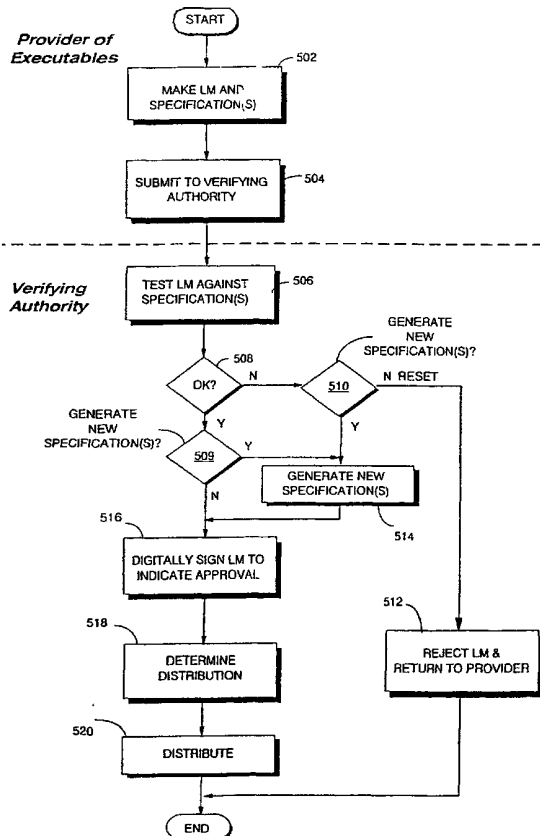 START
Provider of
Executables
502
MAKE LM AND
SPECIFICATION(S)
504
SUBMIT TO VERIFYING
AUTHORITY
Verifying
Authority
506
TEST LM AGAINST
SPECIFICATION(S)
508
OK?
N
Y
GENERATE
NEW
SPECIFICATION(S)?
510
N RESET
Y
GENERATE
NEW
SPECIFICATION(S)?
509
Y
N
GENERATE NEW
SPECIFICATION(S)
514
516
DIGITALLY SIGN LM TO
INDICATE APPROVAL
518
DETERMINE
DISTRIBUTION
512
REJECT LM &
RETURN TO PROVIDER
520
DISTRIBUTE
END